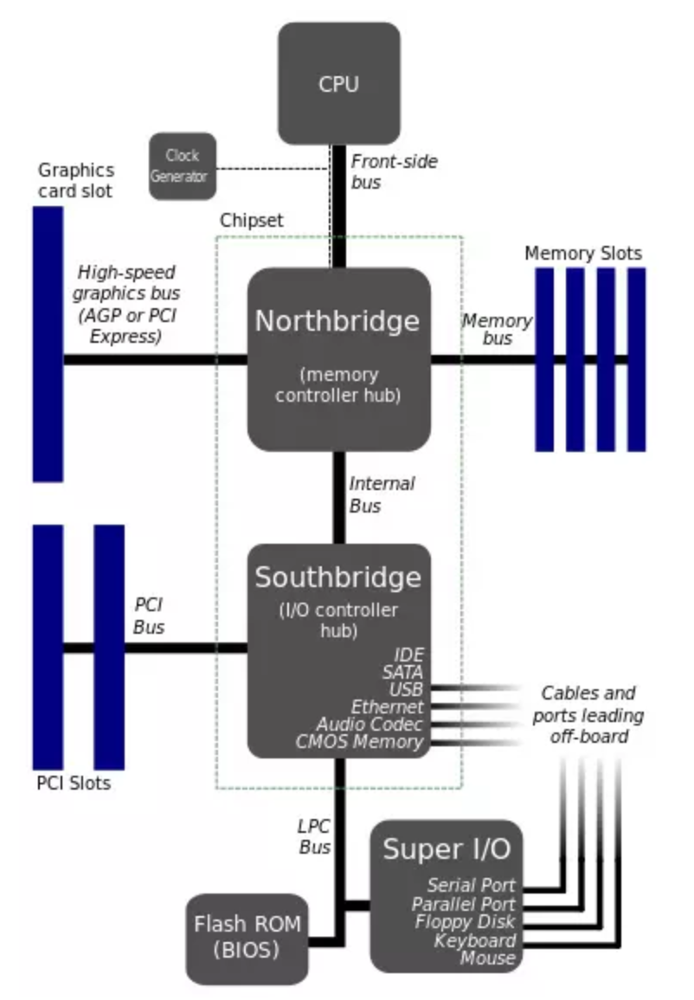 CPU
Clock
Generator
Front-side
bus
Graphics
card slot
Chipset
High-speed
graphics bus
(AGP or PCI
Express)
Northbridge
(memory
controller hub)
Memory Slots
Memory
bus
Internal
Bus
Southbridge
(I/O controller
hub)
IDE
SATA
USB
Ethernet
Audio Codec
CMOS Memory
PCI
Bus
PCI Slots
Cables and
ports leading
off-board
LPC
Bus
Super I/O
Serial Port
Parallel Port
Floppy Disk
Keyboard
Mouse
Flash ROM
(BIOS)